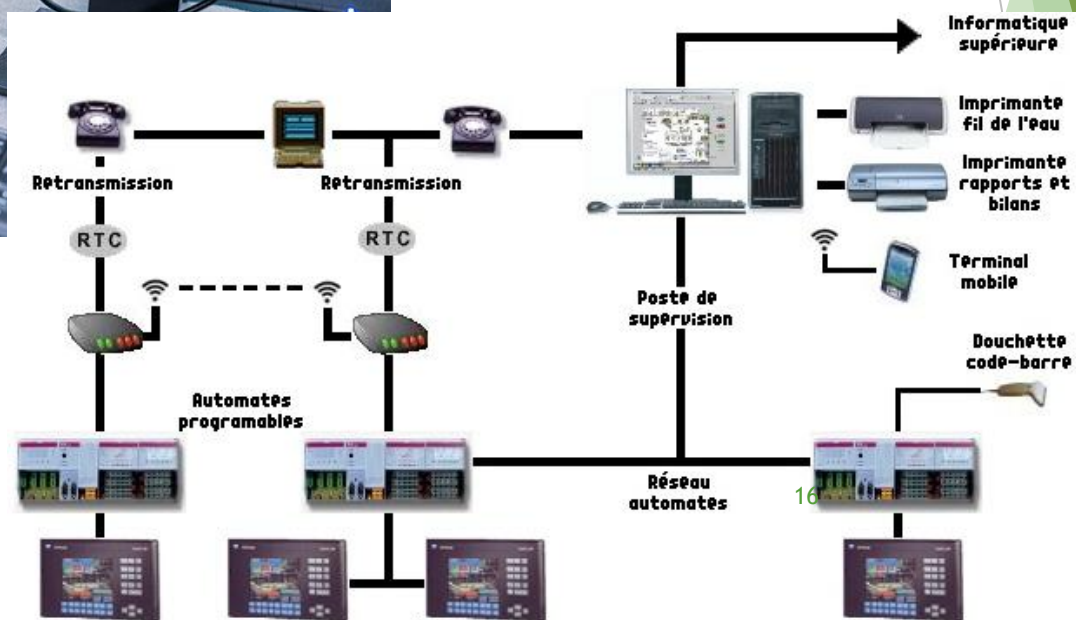 Informatique
supérieure
Imprimante
fil de l'eau
Retransmission
Retransmission
Imprimante
rapports et
bilans
RTC
RTC
Terminal
mobile
Poste de
supervision
Douchette
code-barre
Automates
programables
Réseau
automates
16